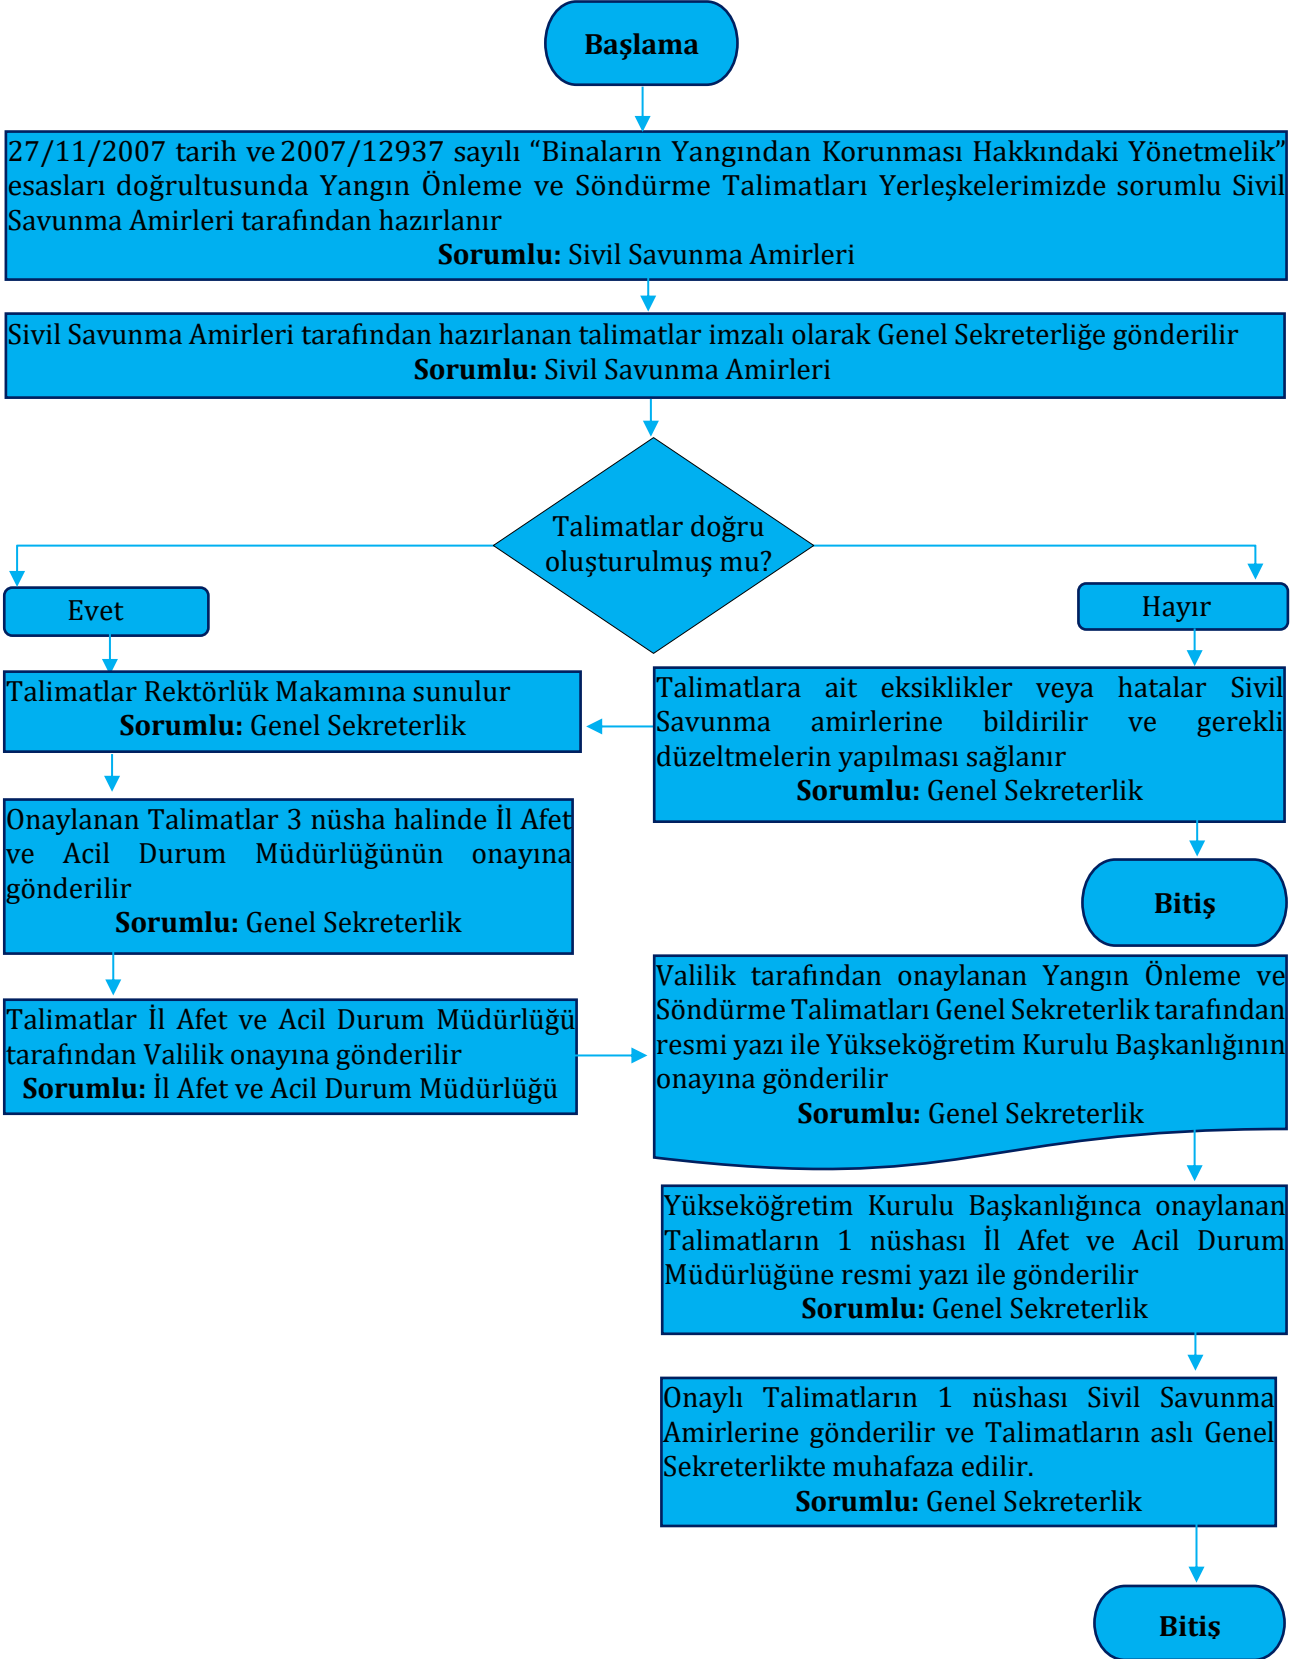 Başlama
27/11/2007 tarih ve 2007/12937 sayılı “Binaların Yangından Korunması Hakkındaki Yönetmelik”
esasları doğrultusunda Yangın Önleme ve Söndürme Talimatları Yerleşkelerimizde sorumlu Sivil
Savunma Amirleri tarafından hazırlanır
Sorumlu: Sivil Savunma Amirleri
Sivil Savunma Amirleri tarafından hazırlanan talimatlar imzalı olarak Genel Sekreterliğe gönderilir
Sorumlu: Sivil Savunma Amirleri
Talimatlar doğru
oluşturulmuş mu?
Evet
Hayır
Talimatlar Rektörlük Makamına sunulur
Sorumlu: Genel Sekreterlik
Talimatlara ait eksiklikler veya hatalar Sivil
Savunma amirlerine bildirilir ve gerekli
düzeltmelerin yapılması sağlanır
Sorumlu: Genel Sekreterlik
Bitiş
Onaylanan Talimatlar 3 nüsha halinde İl Afet
ve Acil Durum Müdürlüğünün onayına
gönderilir
Sorumlu: Genel Sekreterlik
Talimatlar İl Afet ve Acil Durum Müdürlüğü
tarafından Valilik onayına gönderilir
Sorumlu: İl Afet ve Acil Durum Müdürlüğü
Valilik tarafından onaylanan Yangın Önleme ve
Söndürme Talimatları Genel Sekreterlik tarafından
resmi yazı ile Yükseköğretim Kurulu Başkanlığının
onayına gönderilir
Sorumlu: Genel Sekreterlik
Yükseköğretim Kurulu Başkanlığınca onaylanan
Talimatların 1 nüshası İl Afet ve Acil Durum
Müdürlüğüne resmi yazı ile gönderilir
Sorumlu: Genel Sekreterlik
Onaylı Talimatların 1 nüshası Sivil Savunma
Amirlerine gönderilir ve Talimatların aslı Genel
Sekreterlikte muhafaza edilir.
Sorumlu: Genel Sekreterlik
Bitiş